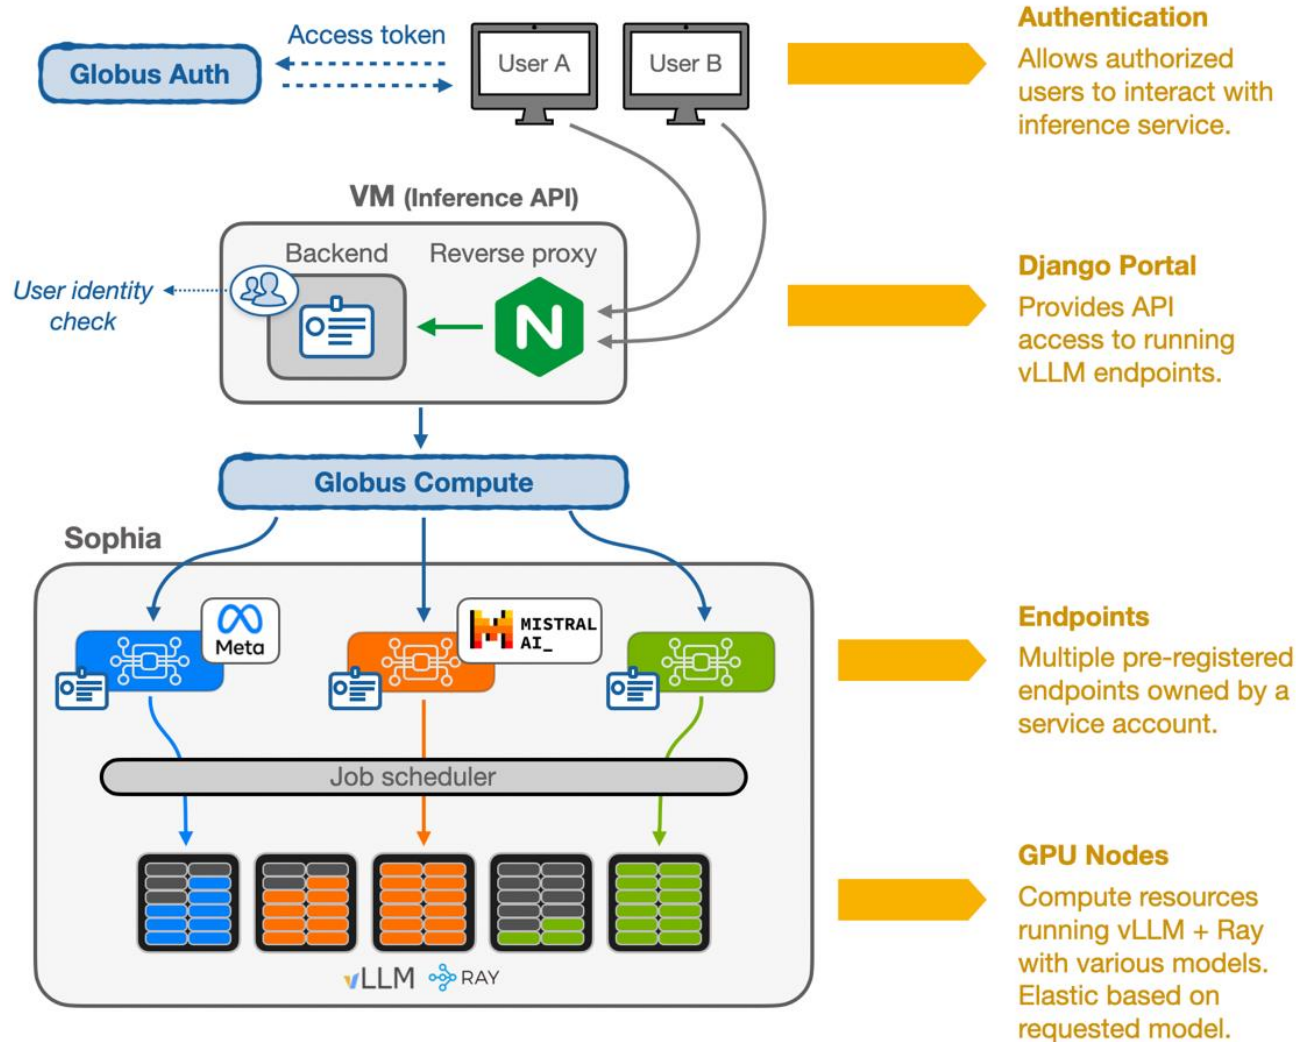 Access token
Globus Auth
User A
User B
Authentication
Allows authorized
users to interact with
inference service.
VM (Inference API)
Backend
Reverse proxy
User identity
check
N
Django Portal
Provides API
access to running
vLLM endpoints.
Globus Compute
Sophia
Meta
MISTRAL
AI_
Endpoints
Multiple pre-registered
endpoints owned by a
service account.
Job scheduler
GPU Nodes
Compute resources
running vLLM + Ray
with various models.
Elastic based on
requested model.
vLLM
RAY